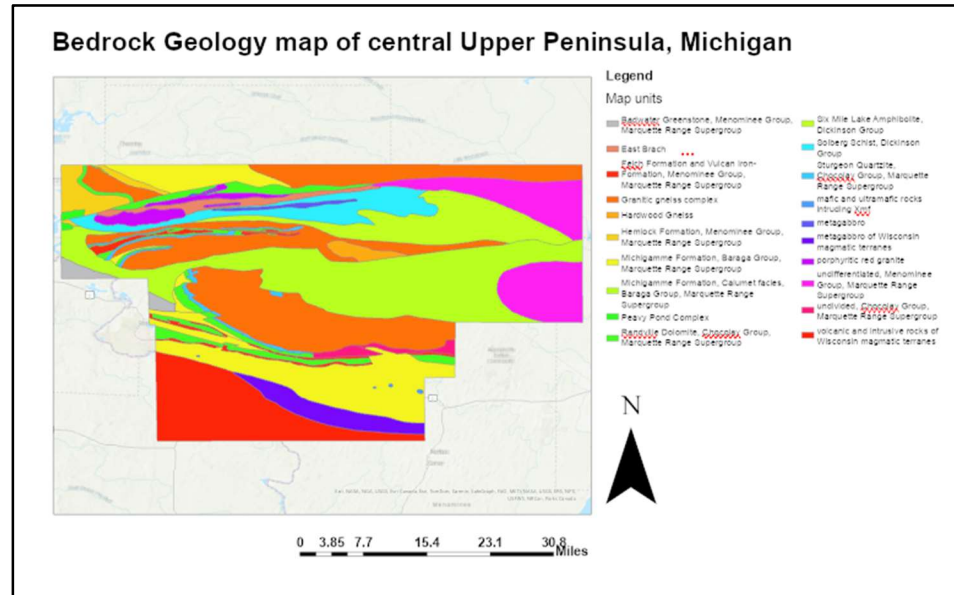 Bedrock Geology map of central Upper Peninsula, Michigan
Legend
Map units
Badwater Greenstone, Menominee Group,
Marquette Range Supergroup
East Brach
Felch Formation and Vulcan Iron-
Formation, Menominee Group,
Marquette Range Supergroup
Granitic gneiss complex
Hardwood Gneiss
Hemlock Formation, Menominee Group,
Marquette Range Supergroup
Michigamme Formation, Baraga Group,
Marquette Range Supergroup
Michigamme Formation, Calumet facies,
Baraga Group, Marquette Range
Supergroup
Peavy Pond Complex
Randville Dolomite, Chocolay Group,
Marquette Range Supergroup
Six Mile Lake Amphibolite,
Dickinson Group
Solberg Schist, Dickinson
Group
Sturgeon Quartzite,
Chocolay Group, Marquette
Range Supergroup
mafic and ultramafic rocks
intruding Xmf
metagabbro
metagabbro of Wisconsin
magmatic terranes
porphyritic red granite
undifferentiated, Menominee
Group, Marquette Range
Supergroup
undivided, Chocolay Group,
Marquette Range Supergroup
volcanic and intrusive rocks of
Wisconsin magmatic terranes
N
0 3.85 7.7 15.4 23.1 30.8
Miles